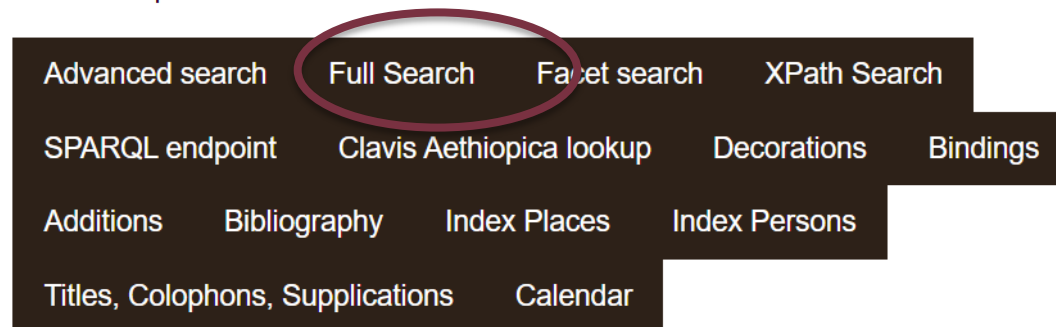 Advanced search Full Search Facet search XPath Search
SPARQL endpoint Clavis Aethiopica lookup Decorations Bindings
Additions Bibliography Index Places Index Persons
Titles, Colophons, Supplications Calendar